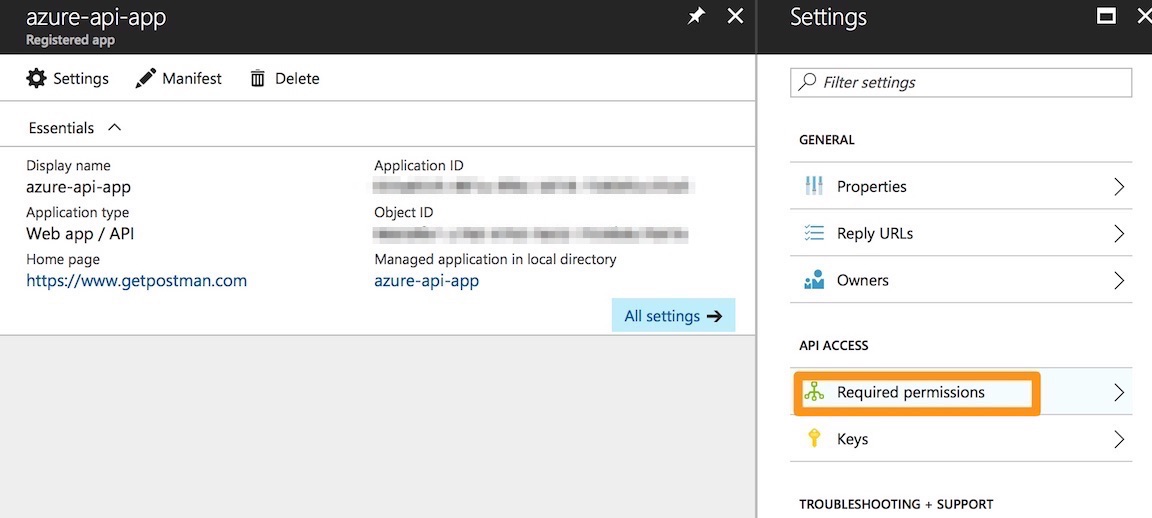 azure-api-app
Registered app
Settings
Manifest
Delete
Essentials
Display name
azure-api-app
Application type
Web app / API
Home page
https://www.getpostman.com
Application ID
Object ID
Managed application in local directory
azure-api-app
All settings
Settings
Filter settings
GENERAL
Properties
Reply URLs
Owners
API ACCESS
Required permissions
Keys
TROUBLESHOOTING + SUPPORT